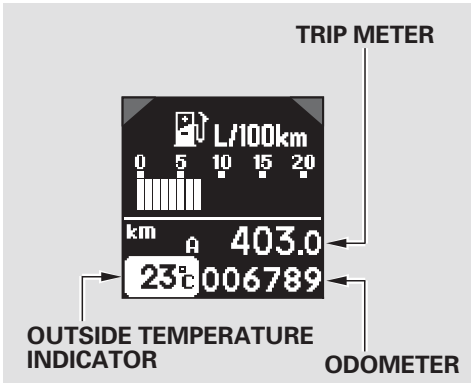 TRIP METER
L/100km
0 5 10 15 20
km A 403.0
23°C 006789
OUTSIDE TEMPERATURE
INDICATOR
ODOMETER